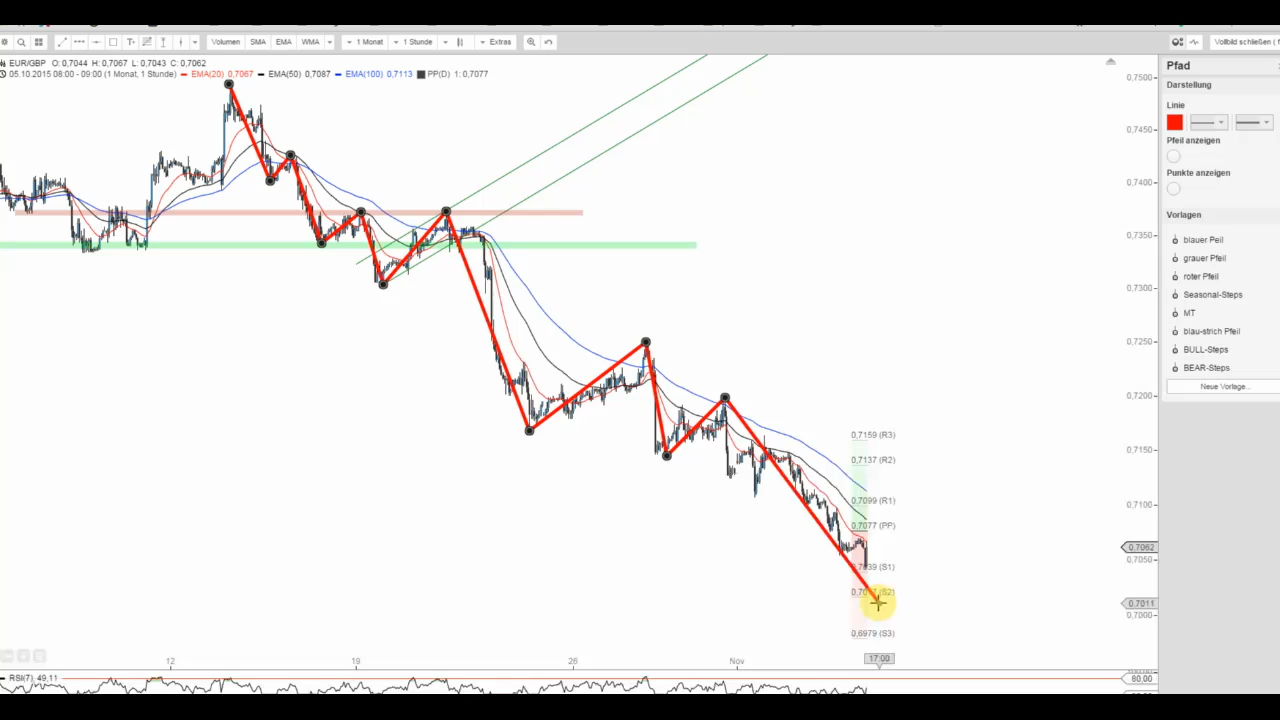 Volumen SMA EMA WMA 1 Monat 1 Stunde Extras Vollbild schließen (
EUR/GBP O: 0,7044 H: 0,7067 L: 0,7043 C: 0,7062
05.10.2015 08:00 - 09:00 (1 Monat, 1 Stunde) EMA(20) 0,7067 EMA(50) 0,7087 EMA(100) 0,7113 PP(D) 1: 0,7077
0,7500
0,7450
0,7400
0,7350
0,7300
0,7250
0,7200
0,7150
0,7100
0,7062
0,7050
0,7011
0,7000
0,7159 (R3)
0,7137 (R2)
0,7099 (R1)
0,7077 (PP)
(S1)
(S2)
0,6979 (S3)
12 19 26 Nov 17:00
RSI(7) 49,11 80,00
Pfad
Darstellung
Linie
Pfeil anzeigen
Punkte anzeigen
Vorlagen
blauer Peil
grauer Pfeil
roter Pfeil
Seasonal-Steps
MT
blau-strich Pfeil
BULL-Steps
BEAR-Steps
Neue Vorlage...